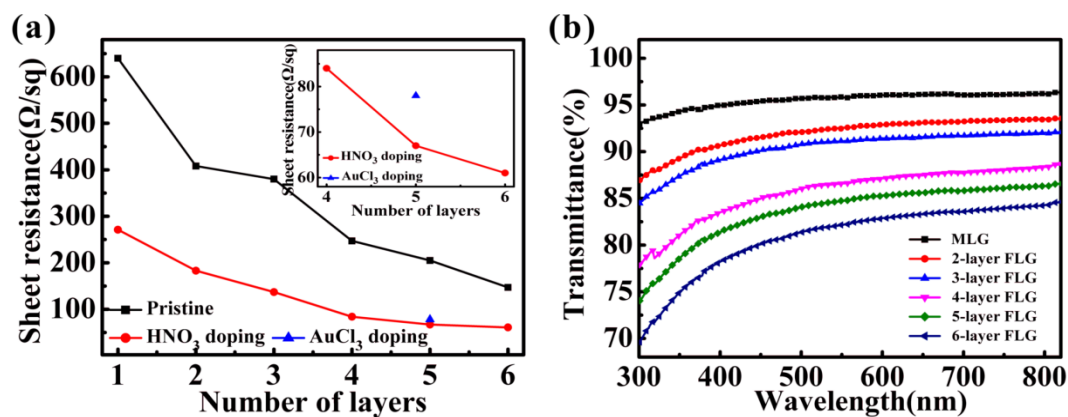 (a)
Sheet resistance(Ω/sq)
600
500
400
300
200
100
1 2 3 4 5 6
Number of layers
Pristine
HNO3 doping
AuCl3 doping
Sheet resistance(Ω/sq)
80
70
60
4 5 6
Number of layers
HNO3 doping
AuCl3 doping
(b)
Transmittance(%)
100
95
90
85
80
75
70
300 400 500 600 700 800
Wavelength(nm)
MLG
2-layer FLG
3-layer FLG
4-layer FLG
5-layer FLG
6-layer FLG